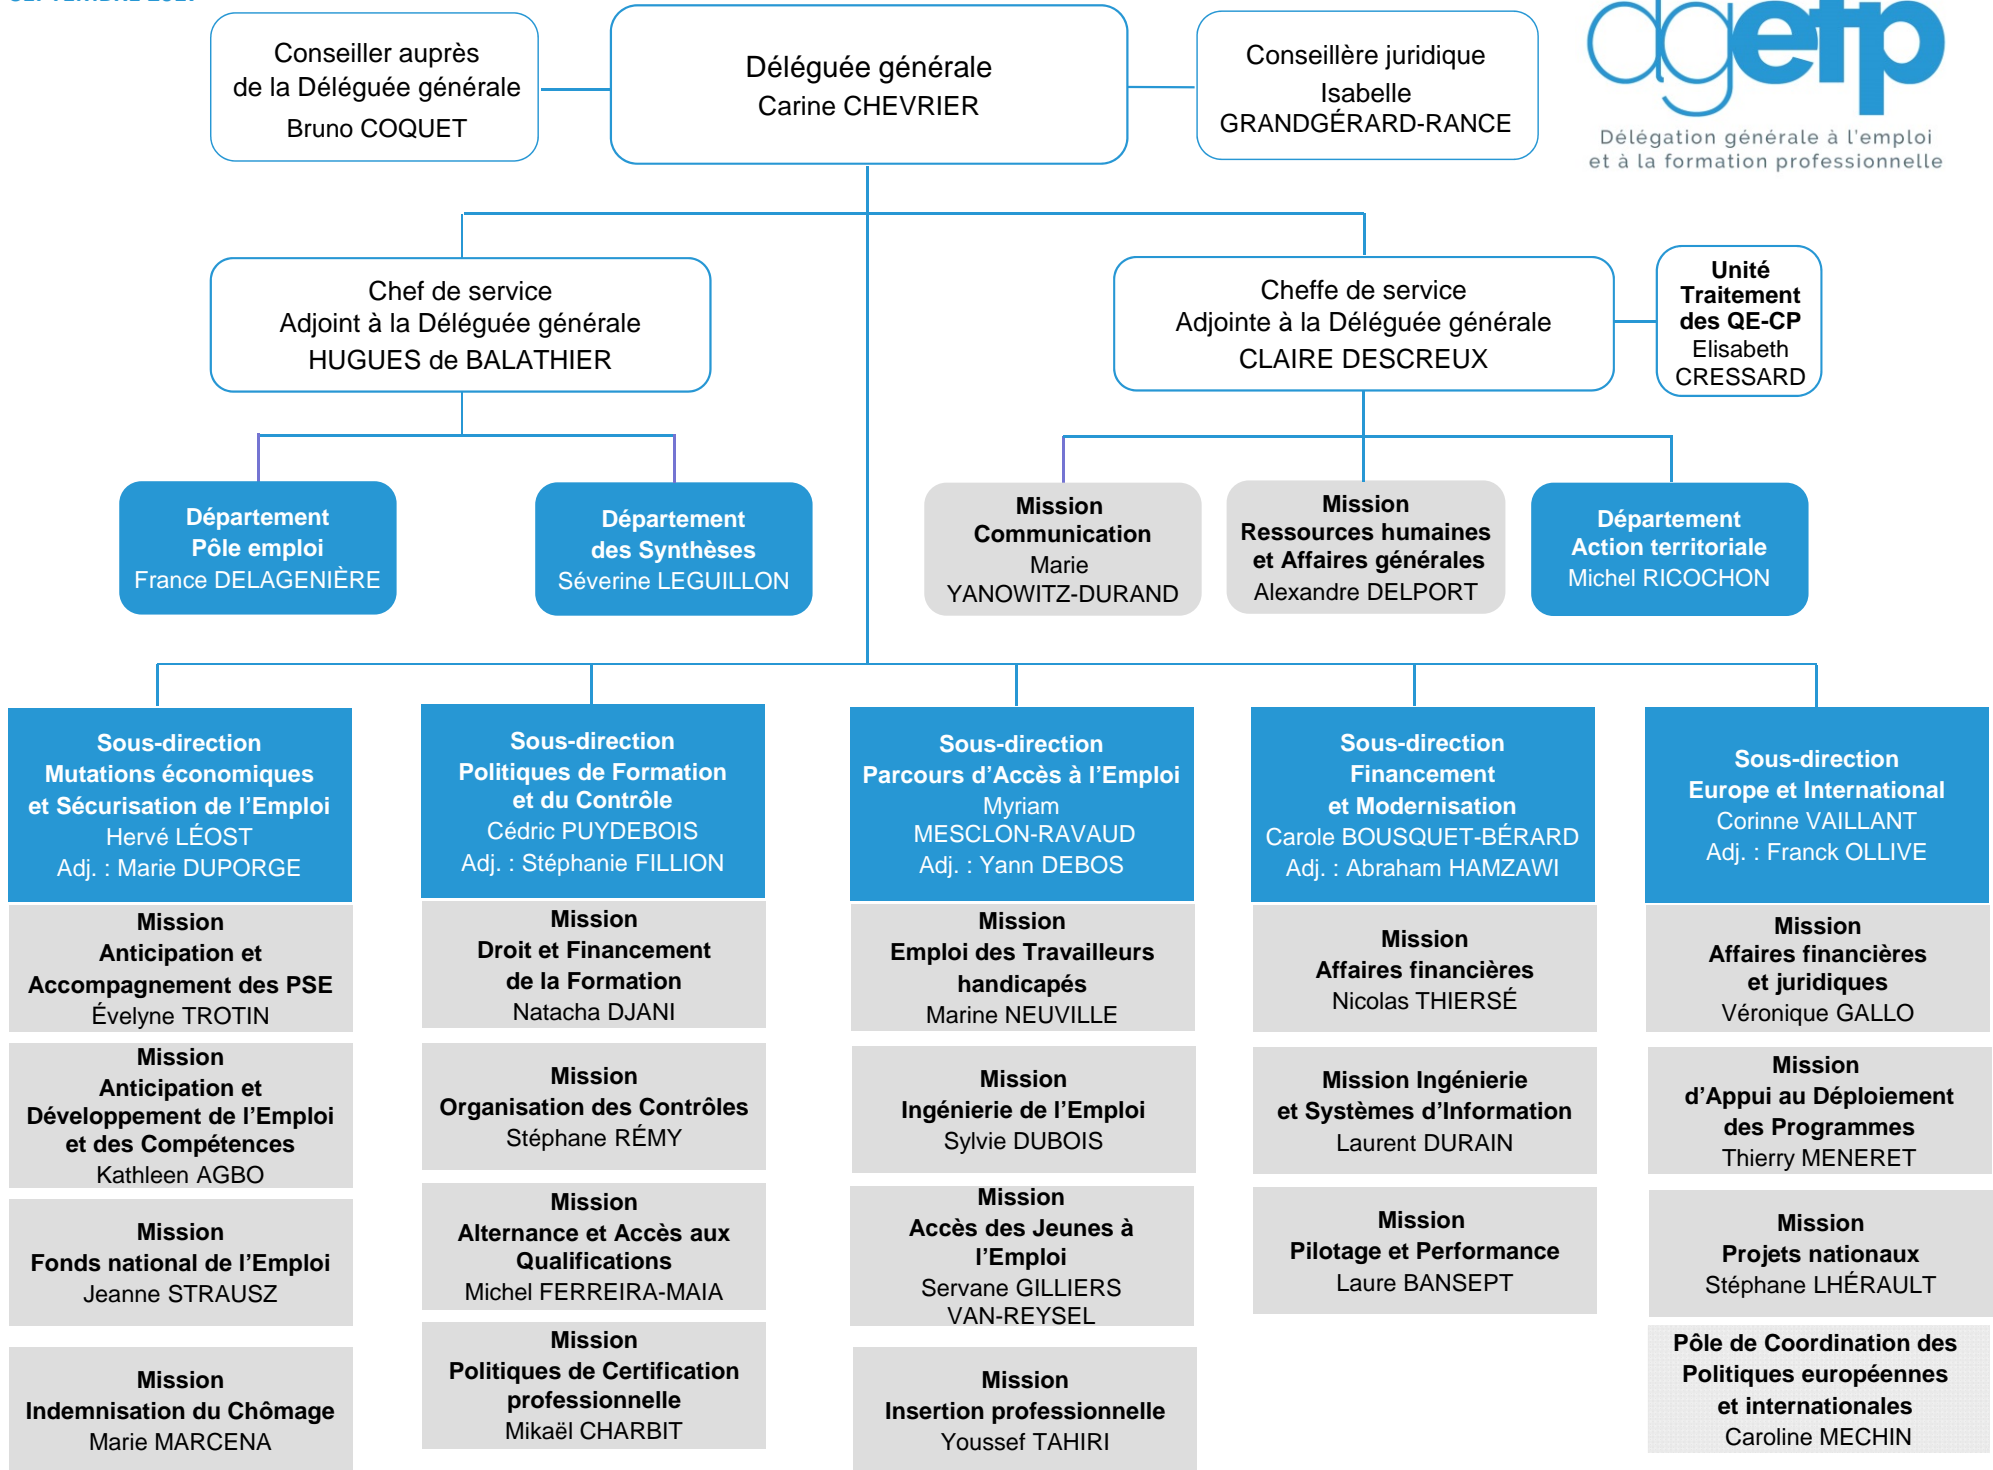 Conseiller auprès
de la Déléguée générale
Bruno COQUET
Déléguée générale
Carine CHEVRIER
Conseillère juridique
Isabelle
GRANDGÉRARD-RANCE
dgefp
Délégation générale à l'emploi
et à la formation professionnelle
Chef de service
Adjoint à la Déléguée générale
HUGUES de BALATHIER
Cheffe de service
Adjointe à la Déléguée générale
CLAIRE DESCREUX
Unité
Traitement
des QE-CP
Elisabeth
CRESSARD
Département
Pôle emploi
France DELAGENIÈRE
Département
des Synthèses
Séverine LEGUILLON
Mission
Communication
Marie
YANOWITZ-DURAND
Mission
Ressources humaines
et Affaires générales
Alexandre DELPORT
Département
Action territoriale
Michel RICOCHON
Sous-direction
Mutations économiques
et Sécurisation de l’Emploi
Hervé LÉOST
Adj. : Marie DUPORGE
Mission
Anticipation et
Accompagnement des PSE
Évelyne TROTIN
Mission
Anticipation et
Développement de l’Emploi
et des Compétences
Kathleen AGBO
Mission
Fonds national de l’Emploi
Jeanne STRAUSZ
Mission
Indemnisation du Chômage
Marie MARCENA
Sous-direction
Politiques de Formation
et du Contrôle
Cédric PUYDEBOIS
Adj. : Stéphanie FILLION
Mission
Droit et Financement
de la Formation
Natacha DJANI
Mission
Organisation des Contrôles
Stéphane RÉMY
Mission
Alternance et Accès aux
Qualifications
Michel FERREIRA-MAIA
Mission
Politiques de Certification
professionnelle
Mikaël CHARBIT
Sous-direction
Parcours d’Accès à l’Emploi
Myriam
MESCLON-RAVAUD
Adj. : Yann DEBOS
Mission
Emploi des Travailleurs
handicapés
Marine NEUVILLE
Mission
Ingénierie de l’Emploi
Sylvie DUBOIS
Mission
Accès des Jeunes à
l’Emploi
Servane GILLIERS
VAN-REYSEL
Mission
Insertion professionnelle
Youssef TAHIRI
Sous-direction
Financement
et Modernisation
Carole BOUSQUET-BÉRARD
Adj. : Abraham HAMZAWI
Mission
Affaires financières
Nicolas THIERSÉ
Mission Ingénierie
et Systèmes d’Information
Laurent DURAIN
Mission
Pilotage et Performance
Laure BANSEPT
Sous-direction
Europe et International
Corinne VAILLANT
Adj. : Franck OLLIVE
Mission
Affaires financières
et juridiques
Véronique GALLO
Mission
d’Appui au Déploiement
des Programmes
Thierry MENERET
Mission
Projets nationaux
Stéphane LHÉRAULT
Pôle de Coordination des
Politiques européennes
et internationales
Caroline MECHIN